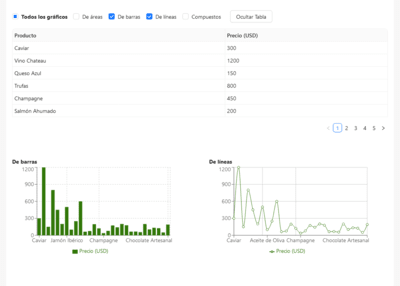 Todos los gráficos De áreas De barras De líneas Compuestos Ocultar Tabla
Producto Precio (USD)
Caviar 300
Vino Chateau 1200
Queso Azul 150
Trufas 800
Champagne 450
Salmón Ahumado 200
< 1 2 3 4 5 >
De barras
1200
900
600
300
0
Caviar Jamón Ibérico Champagne Chocolate Artesanal
Precio (USD)
De líneas
1200
900
600
300
0
Caviar Aceite de Oliva Champagne Chocolate Artesanal
Precio (USD)